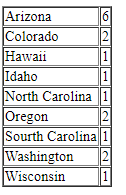 Arizona 6
Colorado 2
Hawaii 1
Idaho 1
North Carolina 1
Oregon 2
Sourth Carolina 1
Washington 2
Wisconsin 1